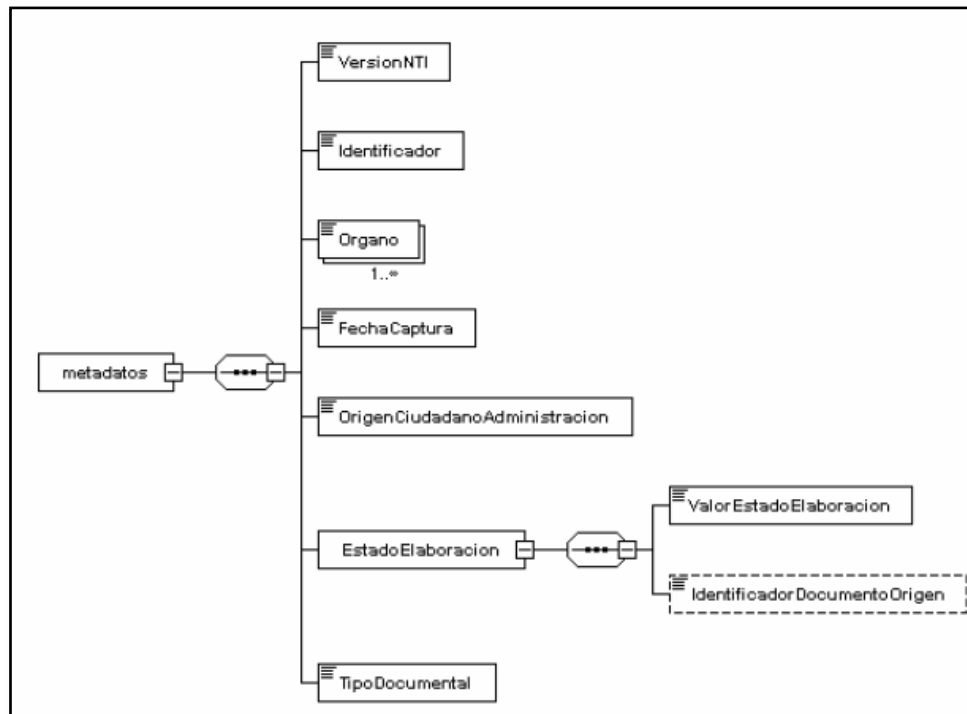 VersionNTI
Identificador
Organo
1..∞
FechaCaptura
metadatos
OrigenCiudadanoAdministracion
ValorEstadoElaboracion
EstadoElaboracion
IdentificadorDocumentoOrigen
TipoDocumental